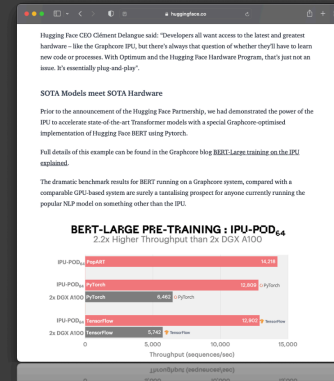 huggingface.co
Hugging Face CEO Clément Delangue said: "Developers all want access to the latest and greatest
hardware – like the Graphcore IPU, but there's always that question of whether they'll have to learn
new code or processes. With Optimum and the Hugging Face Hardware Program, that's just not an
issue. It's essentially plug-and-play".
SOTA Models meet SOTA Hardware
Prior to the announcement of the Hugging Face Partnership, we had demonstrated the power of the
IPU to accelerate state-of-the-art Transformer models with a special Graphcore-optimised
implementation of Hugging Face BERT using Pytorch.
Full details of this example can be found in the Graphcore blog BERT-Large training on the IPU
explained.
The dramatic benchmark results for BERT running on a Graphcore system, compared with a
comparable GPU-based system are surely a tantalising prospect for anyone currently running the
popular NLP model on something other than the IPU.
BERT-LARGE PRE-TRAINING : IPU-POD64
2.2x Higher Throughput than 2x DGX A100
IPU-POD64 PopART 14,218
IPU-POD64 PyTorch PyTorch
2x DGX A100 PyTorch 6,462 PyTorch
IPU-POD64 TensorFlow TensorFlow
2x DGX A100 TensorFlow 5,742 TensorFlow
0 5,000 10,000 15,000
Throughput (sequences/sec)